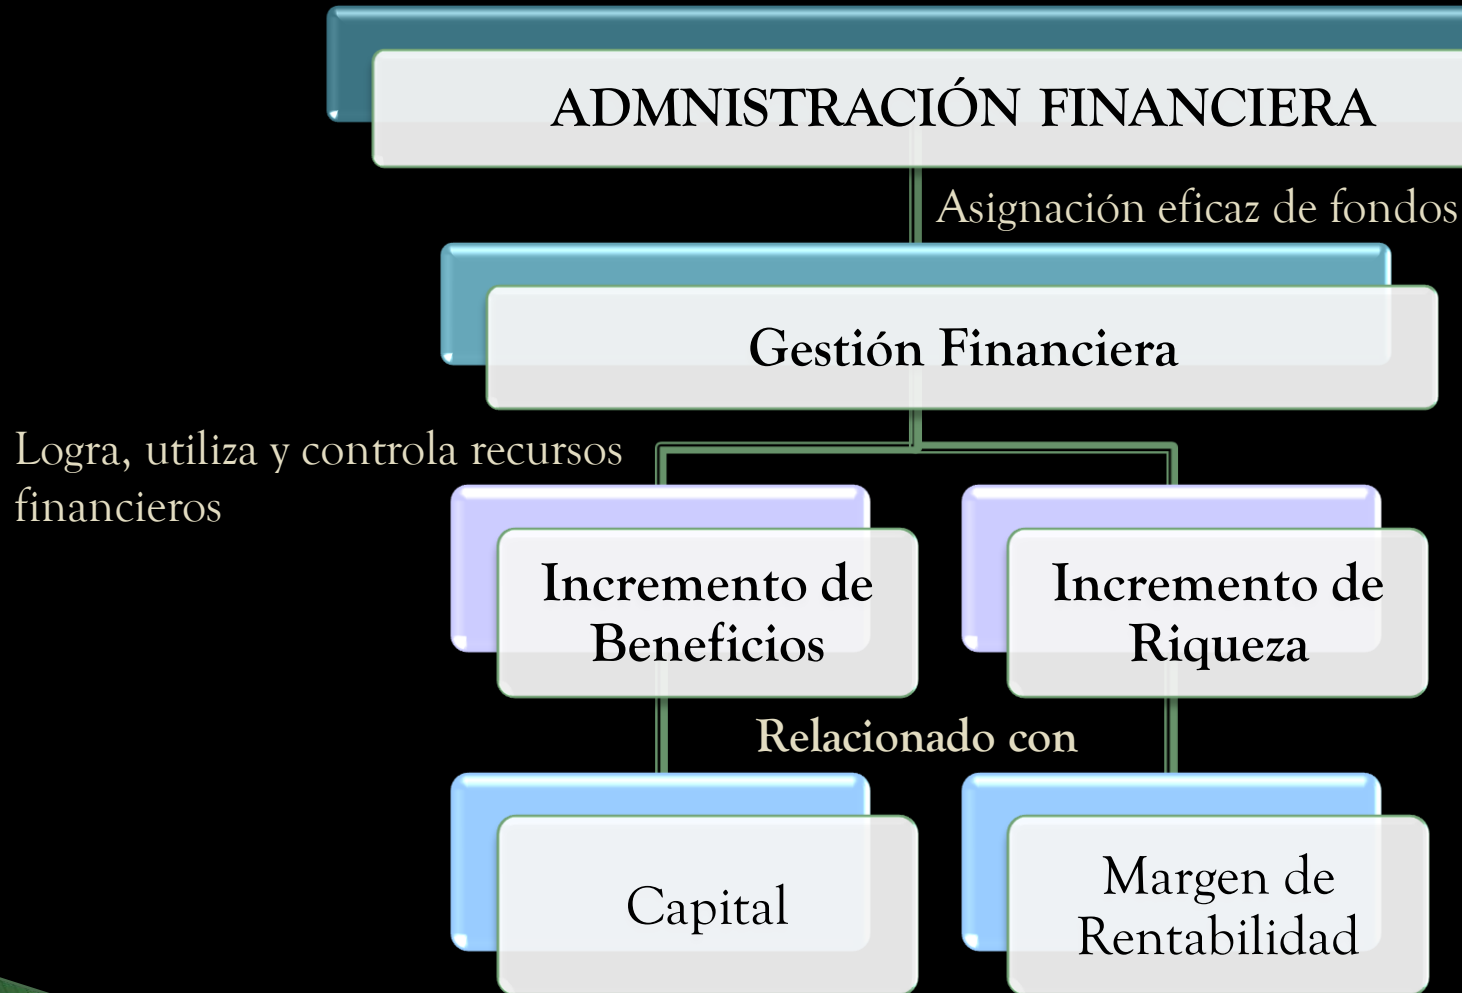 ADMNISTRACIÓN FINANCIERA
Asignación eficaz de fondos
Gestión Financiera
Logra, utiliza y controla recursos
financieros
Incremento de
Beneficios
Incremento de
Riqueza
Relacionado con
Capital
Margen de
Rentabilidad